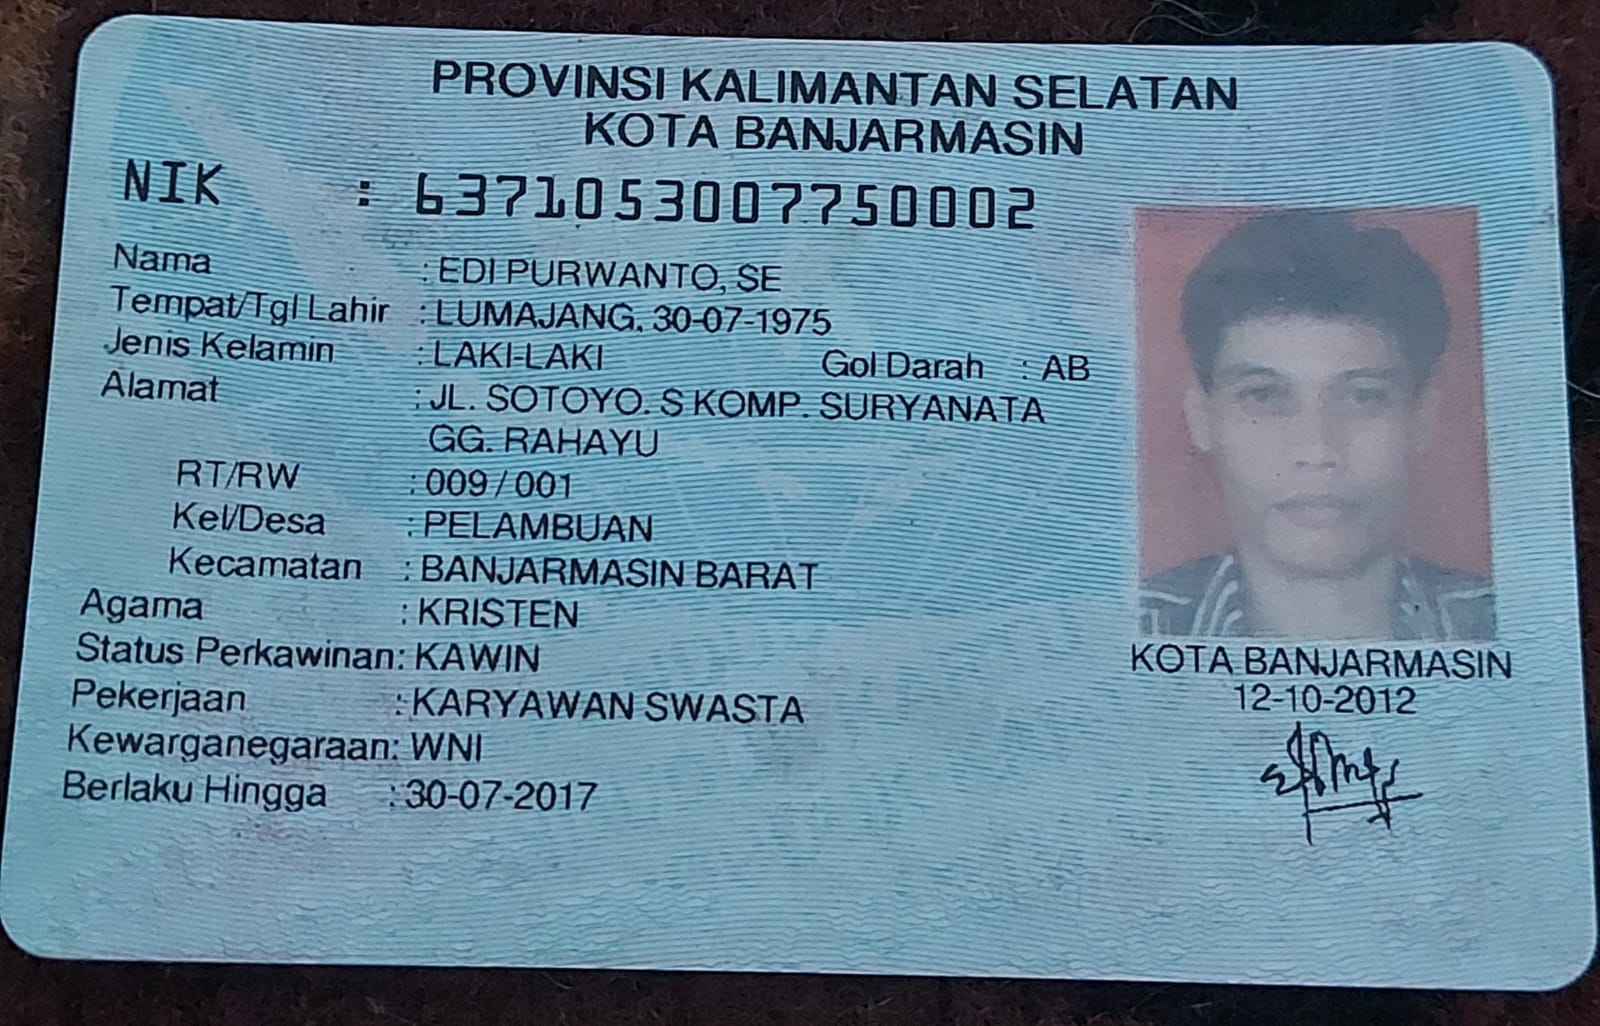 PROVINSI KALIMANTAN SELATAN
KOTA BANJARMASIN
NIK : 6371053007750002
Nama : EDI PURWANTO, SE
Tempat/Tgl Lahir : LUMAJANG, 30-07-1975
Jenis Kelamin : LAKI-LAKI Gol Darah : AB
Alamat : JL. SOTOYO. S KOMP. SURYANATA
GG. RAHAYU
RT/RW : 009 / 001
Kel/Desa : PELAMBUAN
Kecamatan : BANJARMASIN BARAT
Agama : KRISTEN
Status Perkawinan: KAWIN
Pekerjaan : KARYAWAN SWASTA
Kewarganegaraan: WNI
Berlaku Hingga : 30-07-2017
KOTA BANJARMASIN
12-10-2012